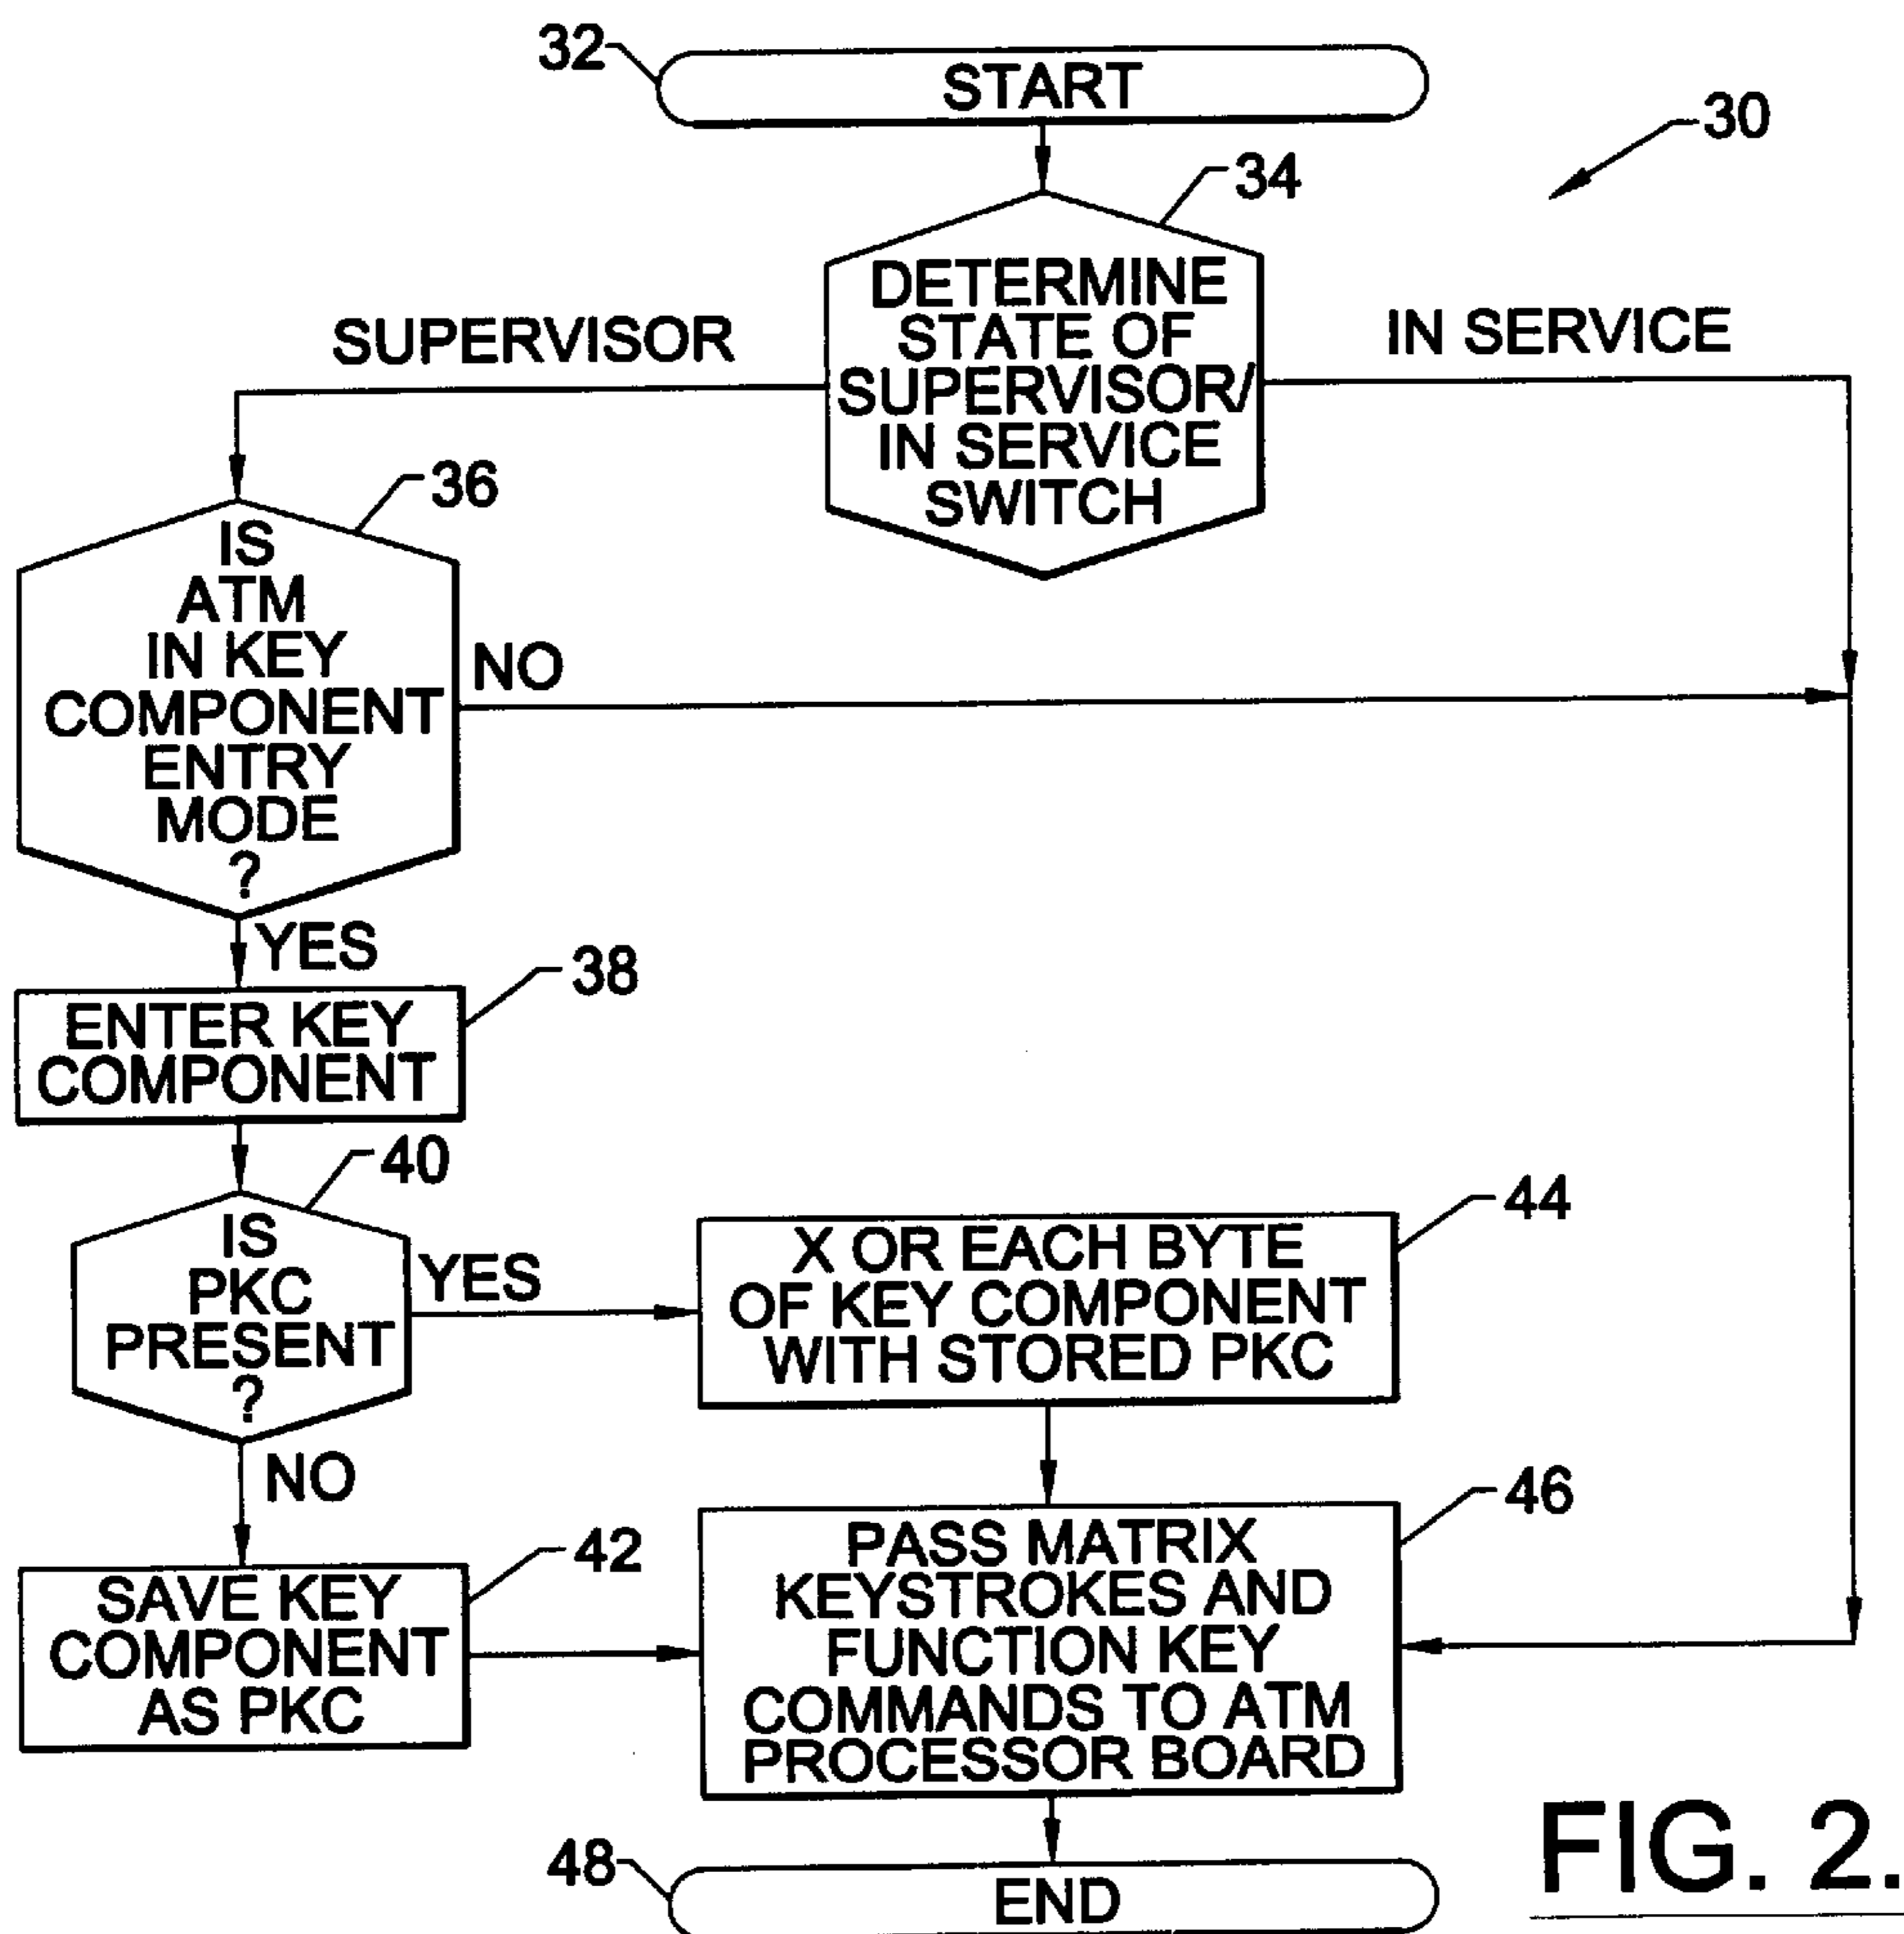 32
START
30
34
DETERMINE
STATE OF
SUPERVISOR/
IN SERVICE
SWITCH
SUPERVISOR
IN SERVICE
36
IS
ATM
IN KEY
COMPONENT
ENTRY
MODE
?
NO
YES
38
ENTER KEY
COMPONENT
40
IS
PKC
PRESENT
?
YES
NO
44
X OR EACH BYTE
OF KEY COMPONENT
WITH STORED PKC
42
SAVE KEY
COMPONENT
AS PKC
46
PASS MATRIX
KEYSTROKES AND
FUNCTION KEY
COMMANDS TO ATM
PROCESSOR BOARD
48
END
FIG. 2.